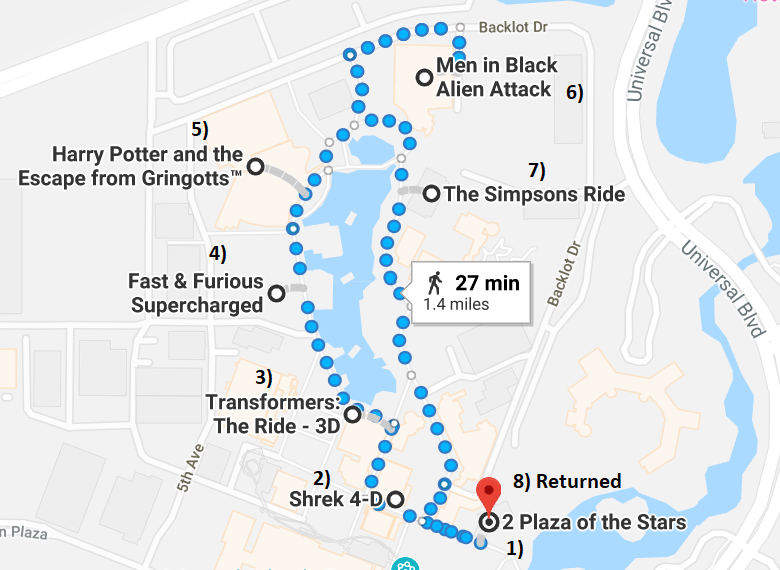 Backlot Dr
Universal Blvd
Men in Black
Alien Attack
6)
5)
Harry Potter and the
Escape from Gringotts™
7)
The Simpsons Ride
4)
Fast & Furious
Supercharged
27 min
1.4 miles
Backlot Dr
Universal Blvd
3)
Transformers:
The Ride - 3D
5th Ave
2)
Shrek 4-D
8) Returned
2 Plaza of the Stars
1)
n Plaza